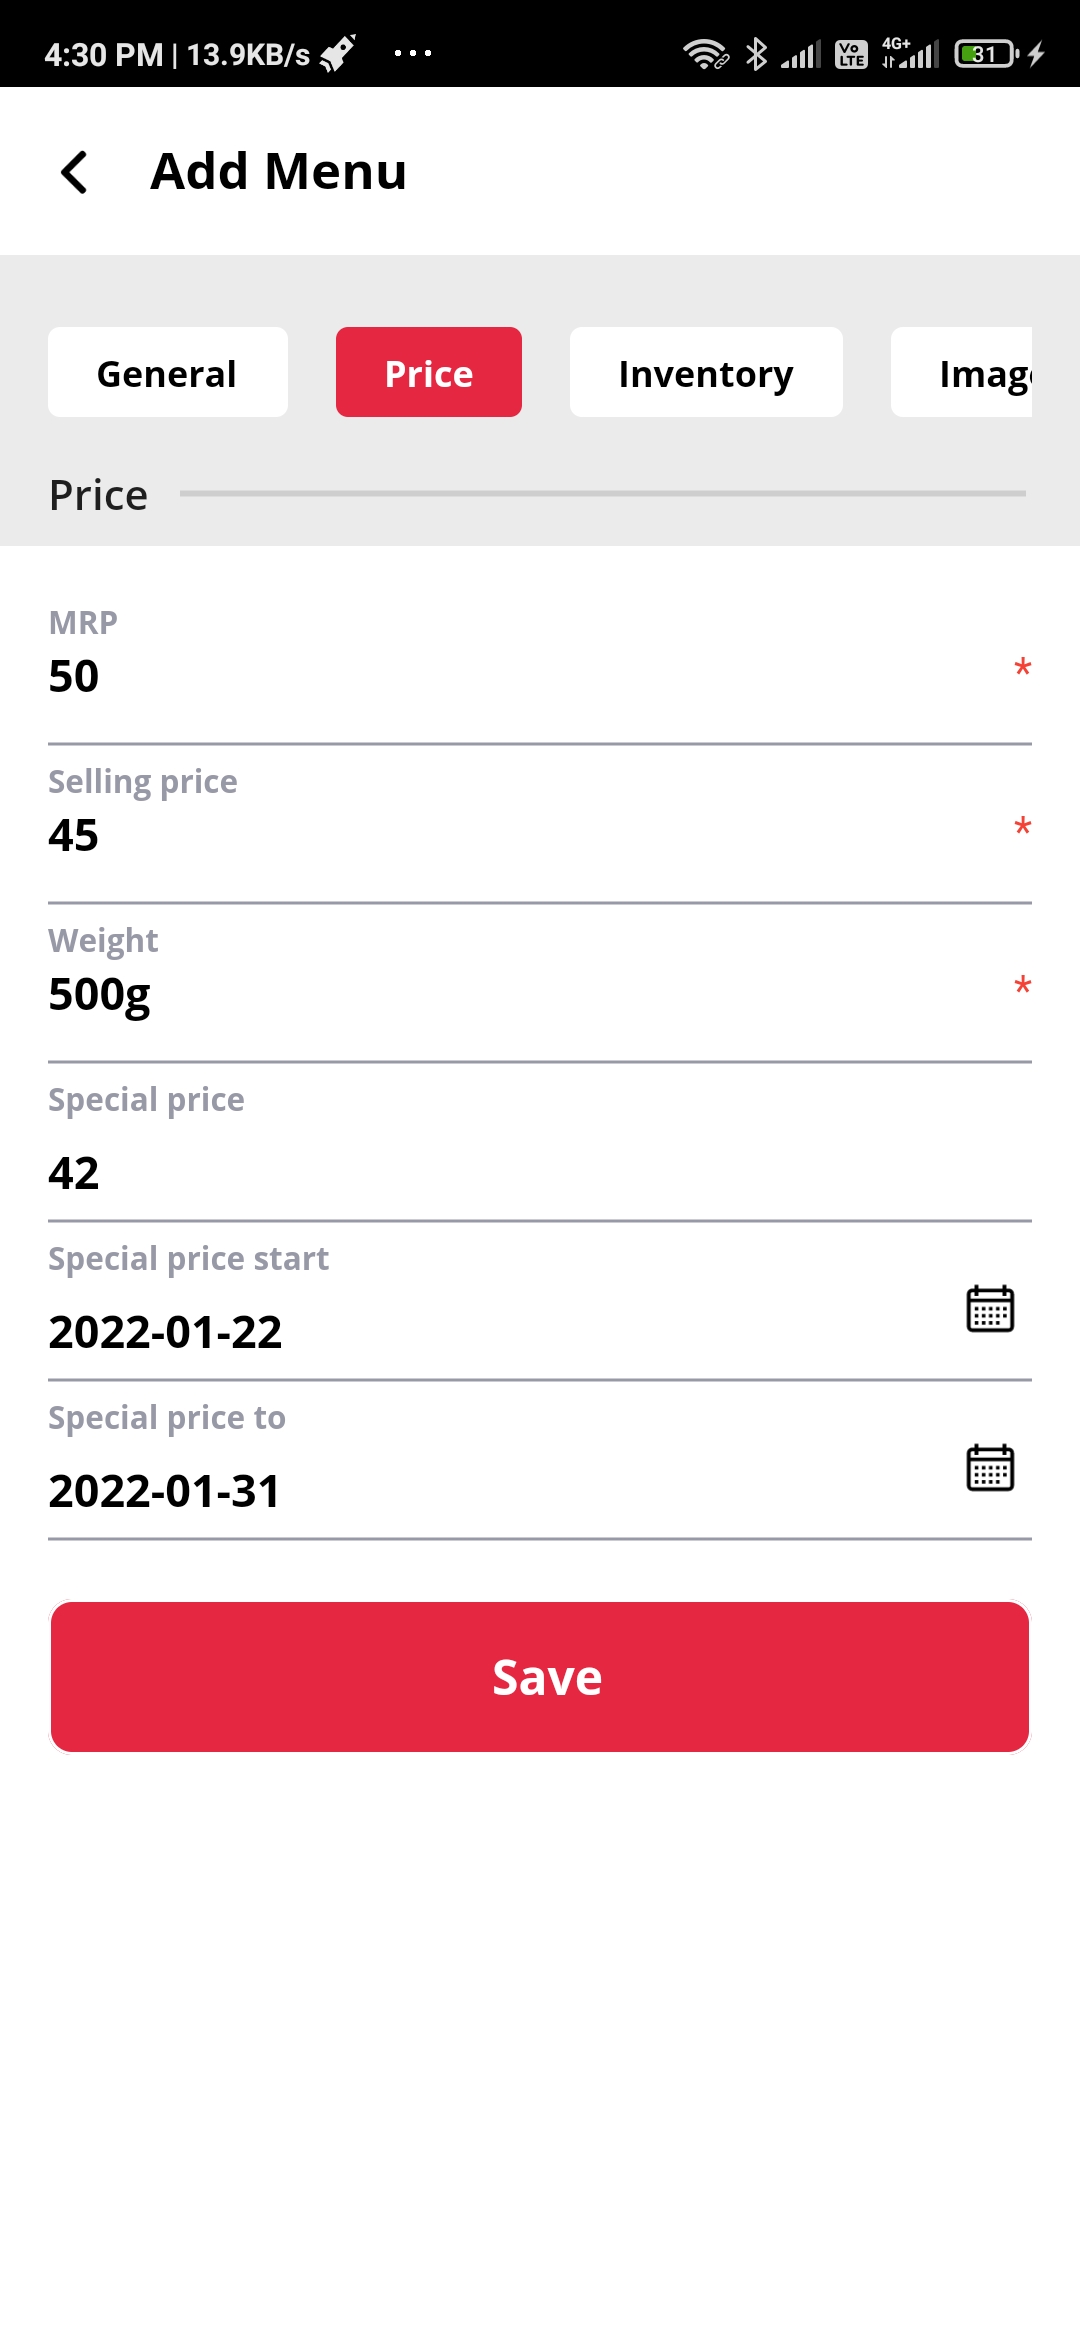 4:30 PM | 13.9KB/s ... Vo LTE 4G+ 31
Add Menu
General Price Inventory Image
Price
MRP
50 *
Selling price
45 *
Weight
500g *
Special price
42
Special price start
2022-01-22
Special price to
2022-01-31
Save